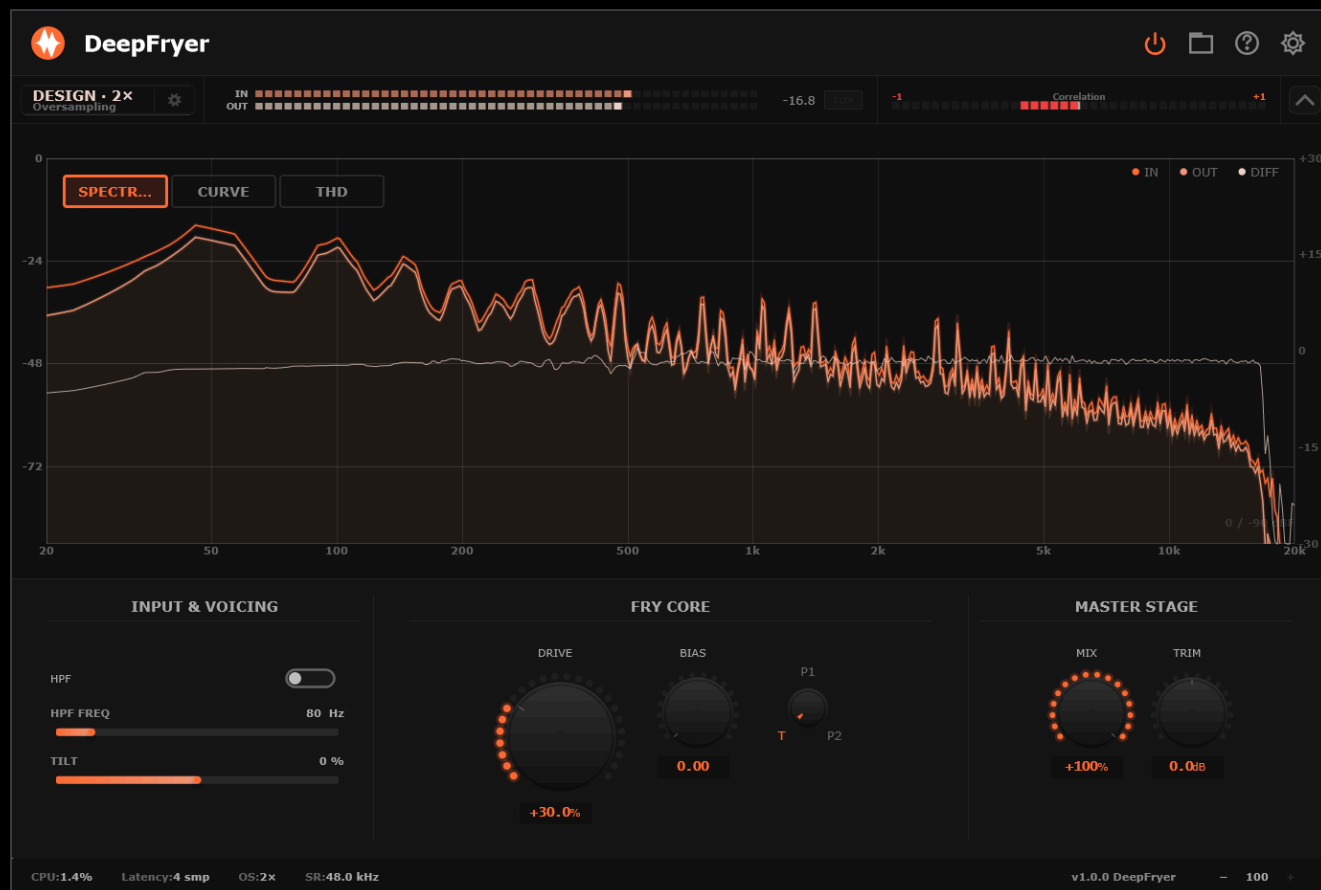 DeepFryer
DESIGN · 2×
Oversampling
IN
OUT
-16.8
CLIP
-1
Correlation
+1
0
-24
-48
-72
SPECTR...
CURVE
THD
IN
OUT
DIFF
+30
+15
0
-15
-30
20
50
100
200
500
1k
2k
5k
10k
20k
INPUT & VOICING
HPF
HPF FREQ
80 Hz
TILT
0 %
FRY CORE
DRIVE
+30.0%
BIAS
0.00
P1
T
P2
MASTER STAGE
MIX
+100%
TRIM
0.0dB
CPU:1.4%
Latency:4 smp
OS:2×
SR:48.0 kHz
v1.0.0 DeepFryer
− 100 +